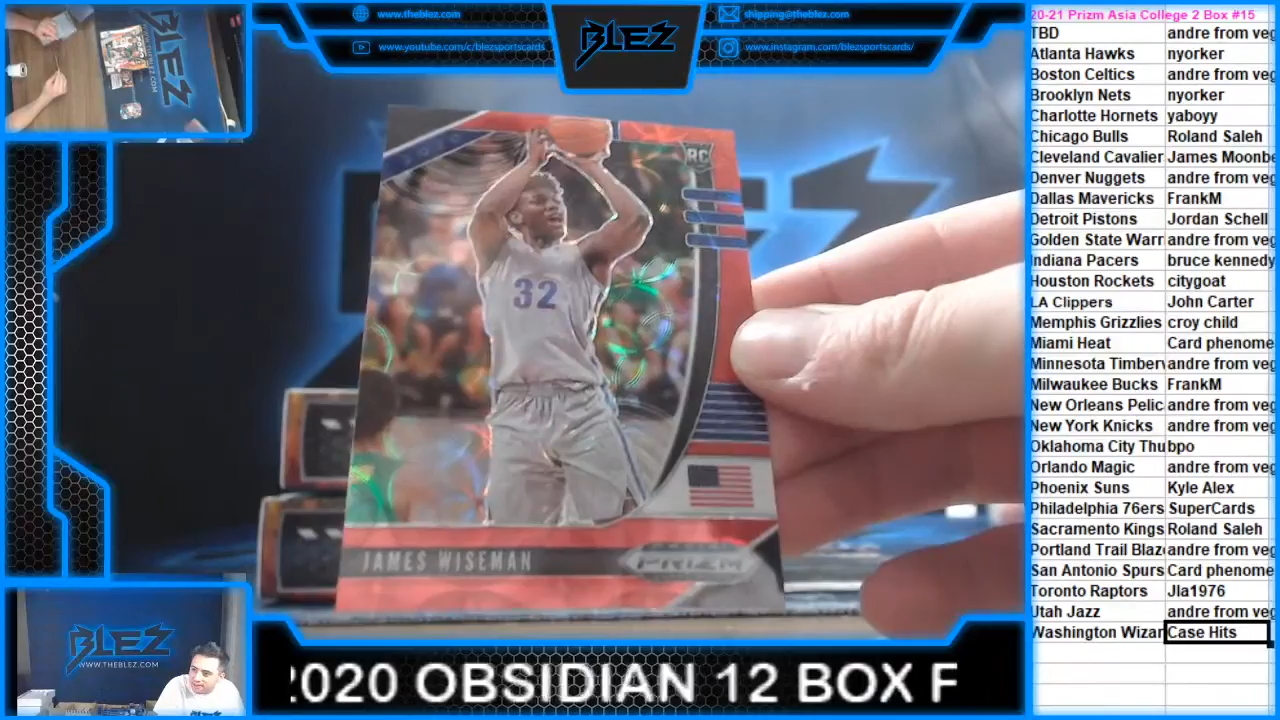 www.theblez.com
www.youtube.com/c/blezsportscards
BLEZ
shipping@theblez.com
www.instagram.com/blezsportscards/
BLEZ
RC
32
JAMES WISEMAN
PRIZM
BLEZ
WWW.THEBLEZ.COM
2020 OBSIDIAN 12 BOX F
20-21 Prizm Asia College 2 Box #15
TBD andre from veg
Atlanta Hawks nyorker
Boston Celtics andre from veg
Brooklyn Nets nyorker
Charlotte Hornets yaboyy
Chicago Bulls Roland Saleh
Cleveland Cavalier James Moonbe
Denver Nuggets andre from veg
Dallas Mavericks FrankM
Detroit Pistons Jordan Schell
Golden State Warr andre from veg
Indiana Pacers bruce kennedy
Houston Rockets citygoat
LA Clippers John Carter
Memphis Grizzlies croy child
Miami Heat Card phenome
Minnesota Timberv andre from veg
Milwaukee Bucks FrankM
New Orleans Pelic andre from veg
New York Knicks andre from veg
Oklahoma City Thu bpo
Orlando Magic andre from veg
Phoenix Suns Kyle Alex
Philadelphia 76ers SuperCards
Sacramento Kings Roland Saleh
Portland Trail Blaz andre from veg
San Antonio Spurs Card phenome
Toronto Raptors Jla1976
Utah Jazz andre from veg
Washington Wizar Case Hits